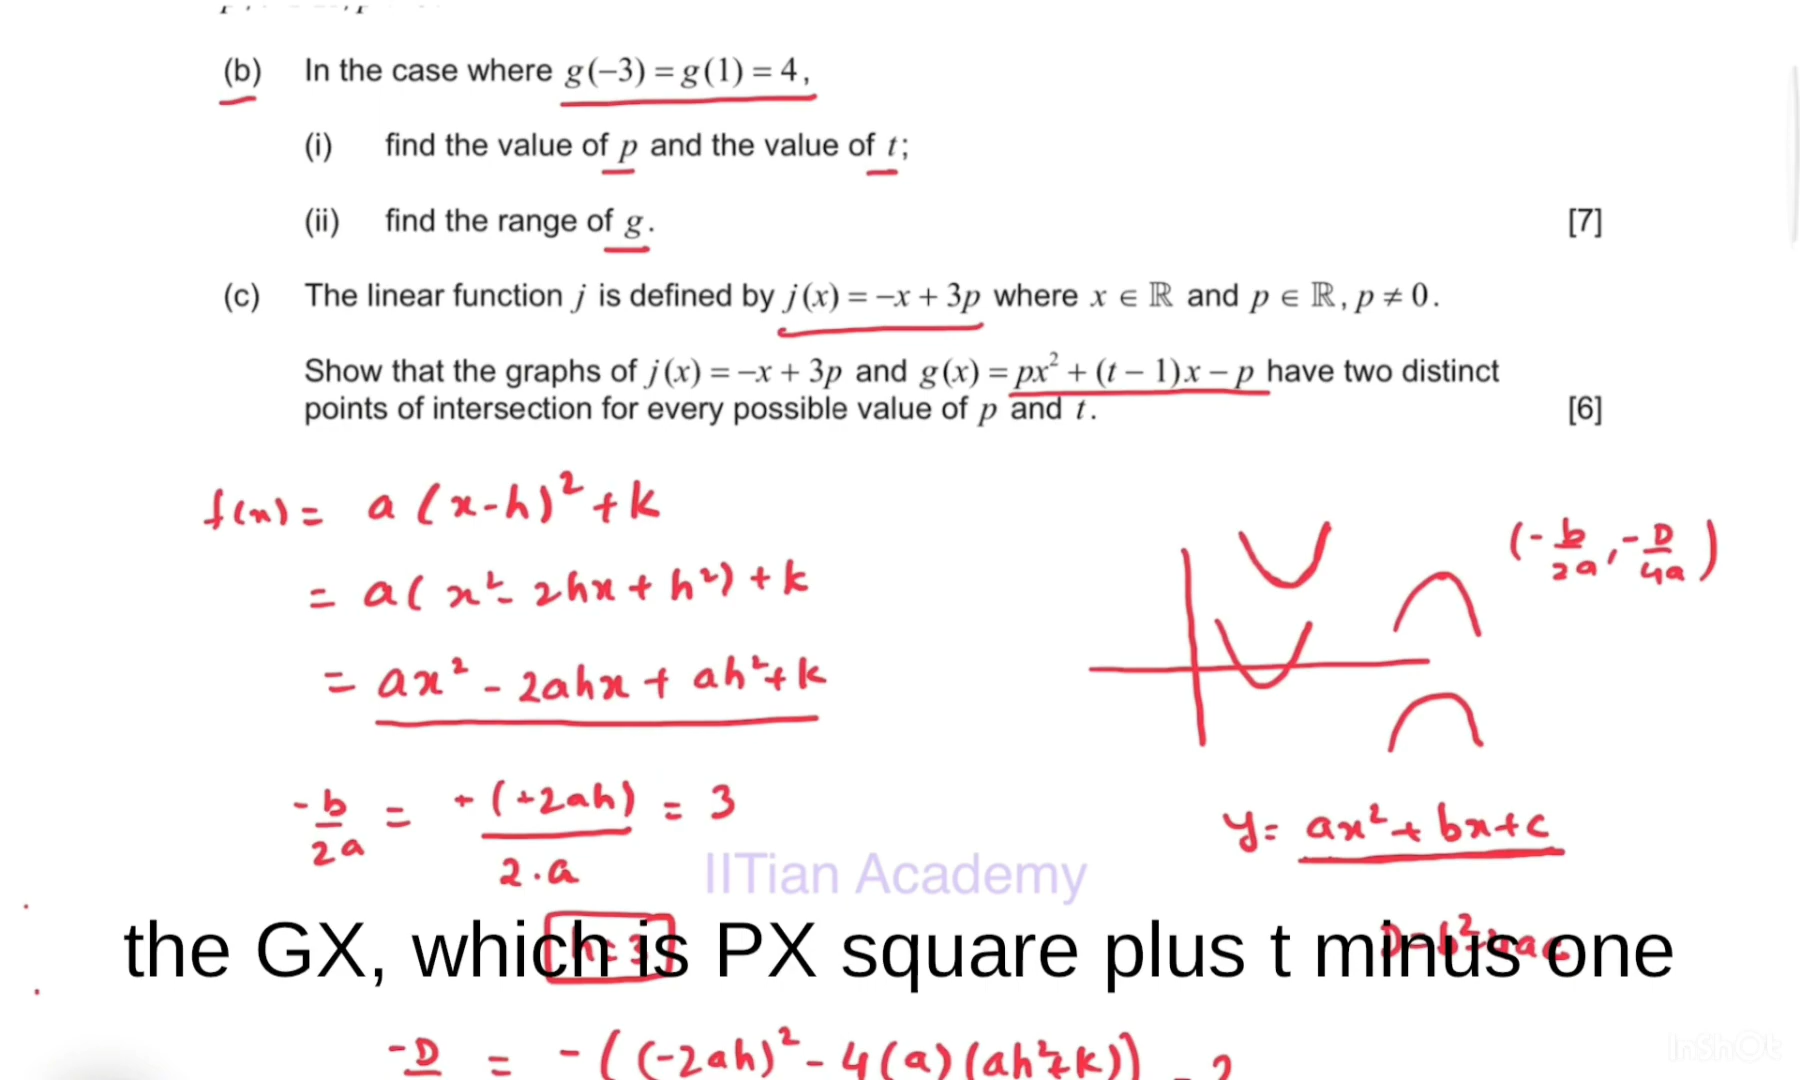 (b) In the case where g(−3) = g(1) = 4,
(i) find the value of p and the value of t;
(ii) find the range of g. [7]
(c) The linear function j is defined by j(x) = −x + 3p where x ∈ ℝ and p ∈ ℝ, p ≠ 0.
Show that the graphs of j(x) = −x + 3p and g(x) = px² + (t − 1)x − p have two distinct
points of intersection for every possible value of p and t. [6]
f(x) = a(x-h)² + k
(-b/2a, -D/4a)
= a(x² - 2hx + h²) + k
= ax² - 2ahx + ah² + k
-b/2a = +(+2ah)/2·a = 3
y = ax² + bx + c
IITian Academy
the GX, which is PX square plus t minus one
h = 3
-D = -((-2ah)² - 4(a)(ah²+k))
InShOt